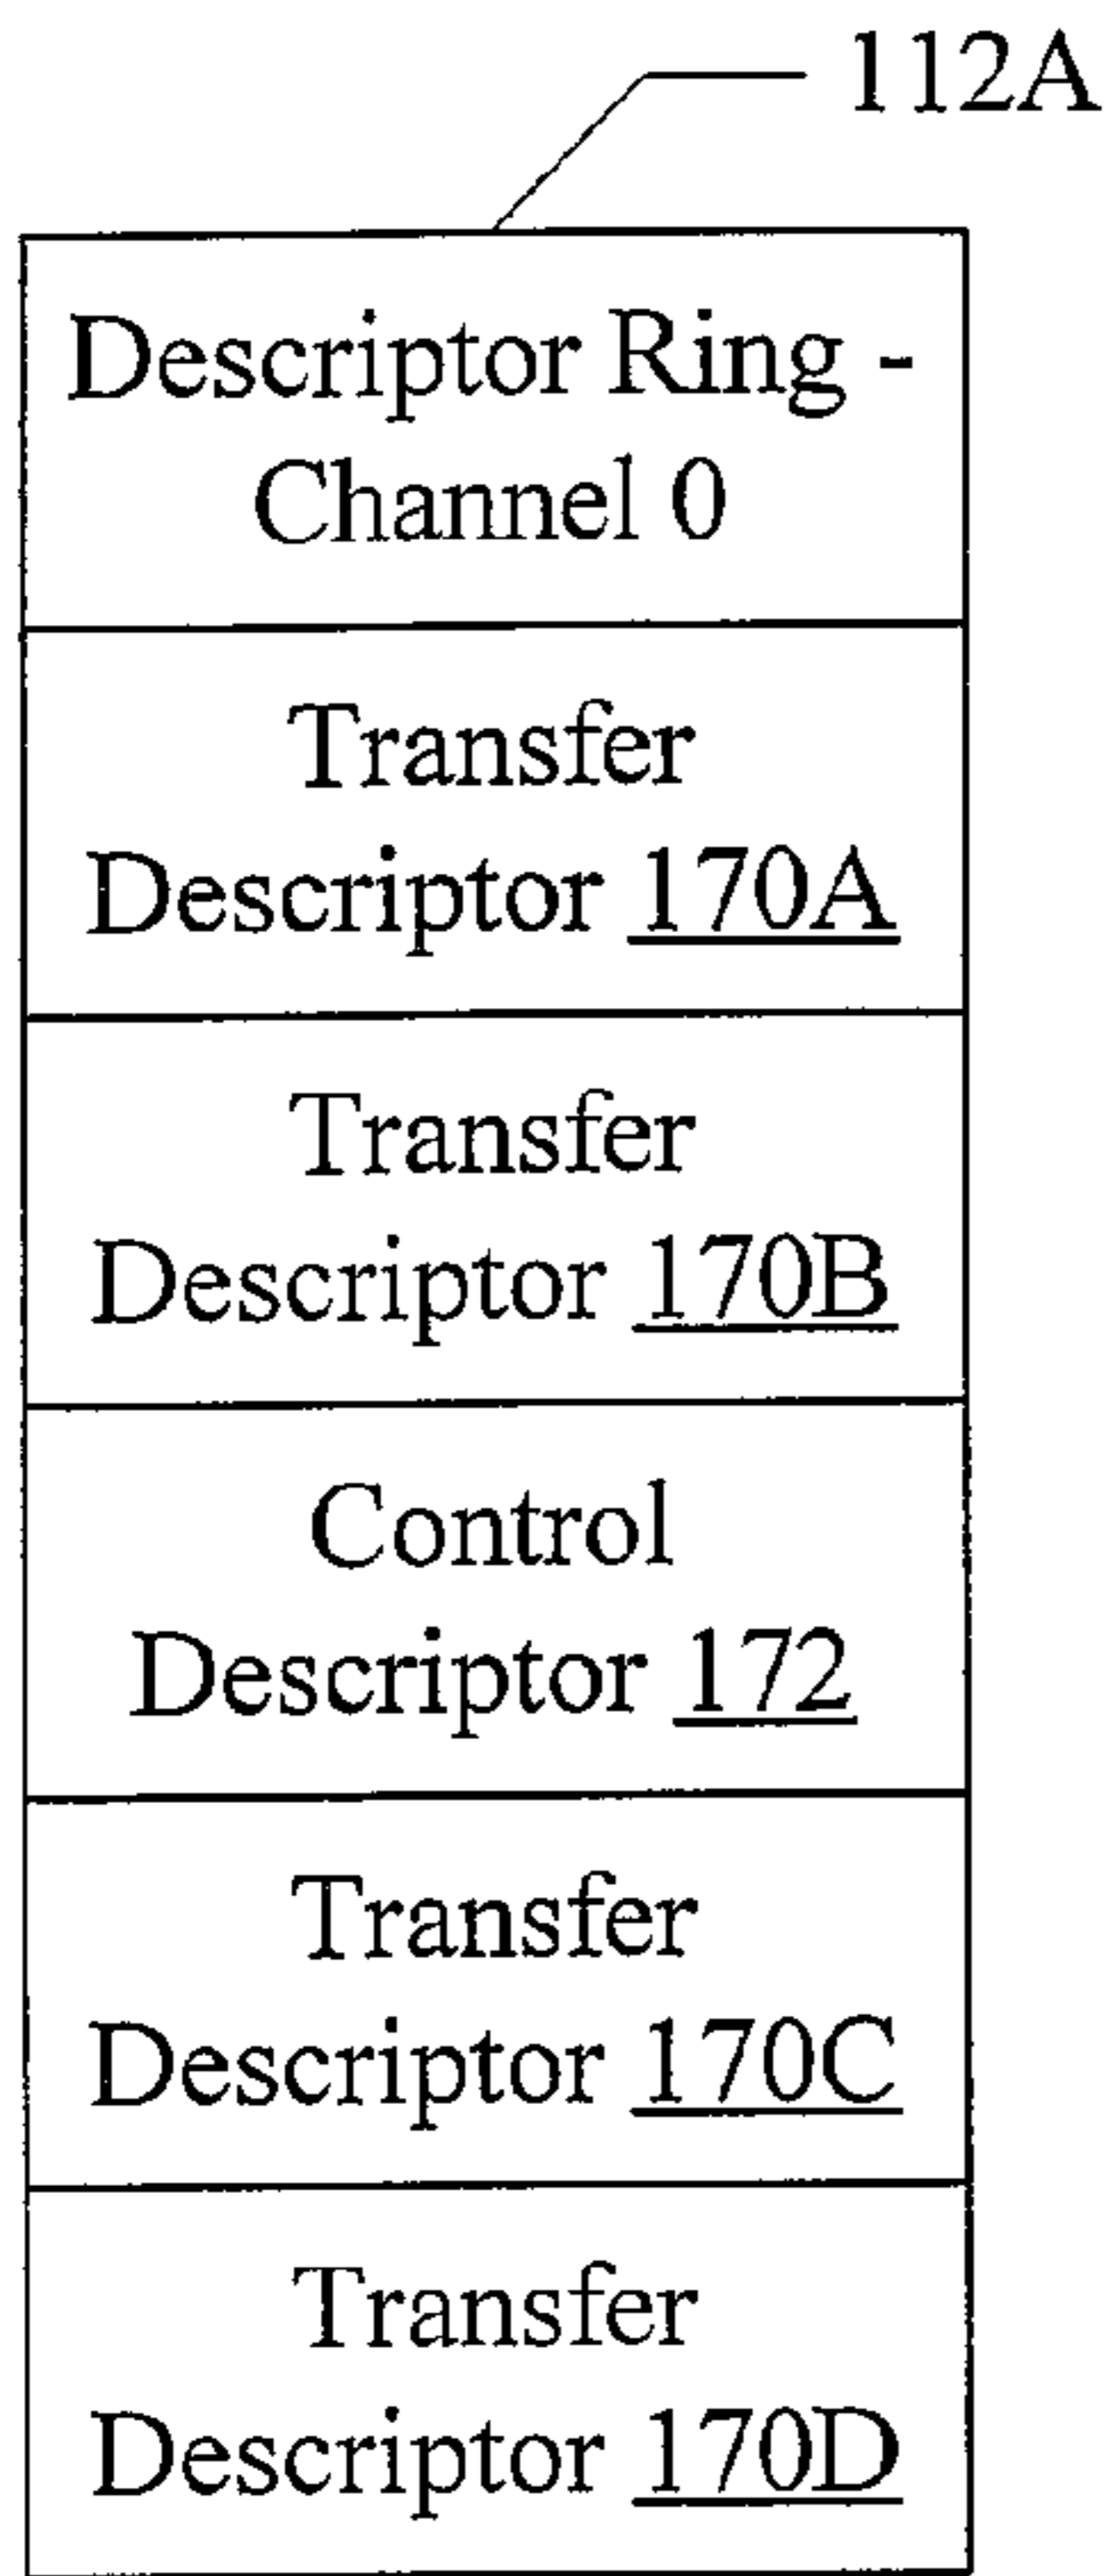 112A
Descriptor Ring -
Channel 0
Transfer
Descriptor 170A
Transfer
Descriptor 170B
Control
Descriptor 172
Transfer
Descriptor 170C
Transfer
Descriptor 170D